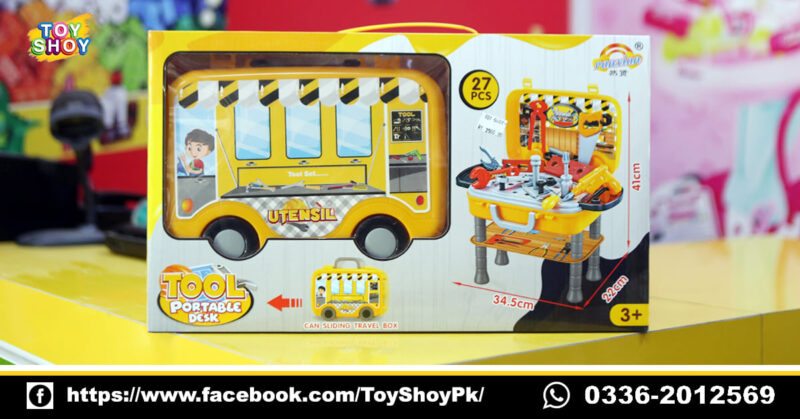 TOY
SHOY
27
PCS
®
TOOL
Tool Set
UTENSIL
41cm
22cm
34.5cm
TOOL
PORTABLE
DESK
CAN SLIDING TRAVEL BOX
3+
https://www.facebook.com/ToyShoyPk/
0336-2012569